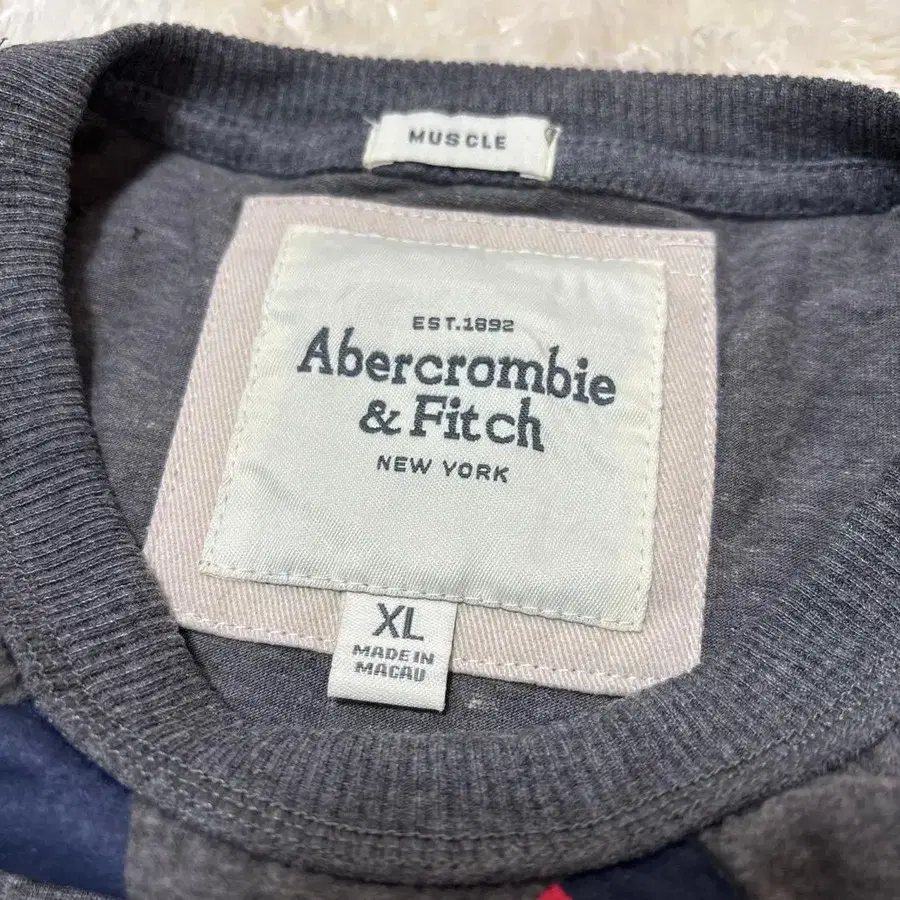 MUSCLE
EST.1892
Abercrombie
& Fitch
NEW YORK
XL
MADE IN
MACAU